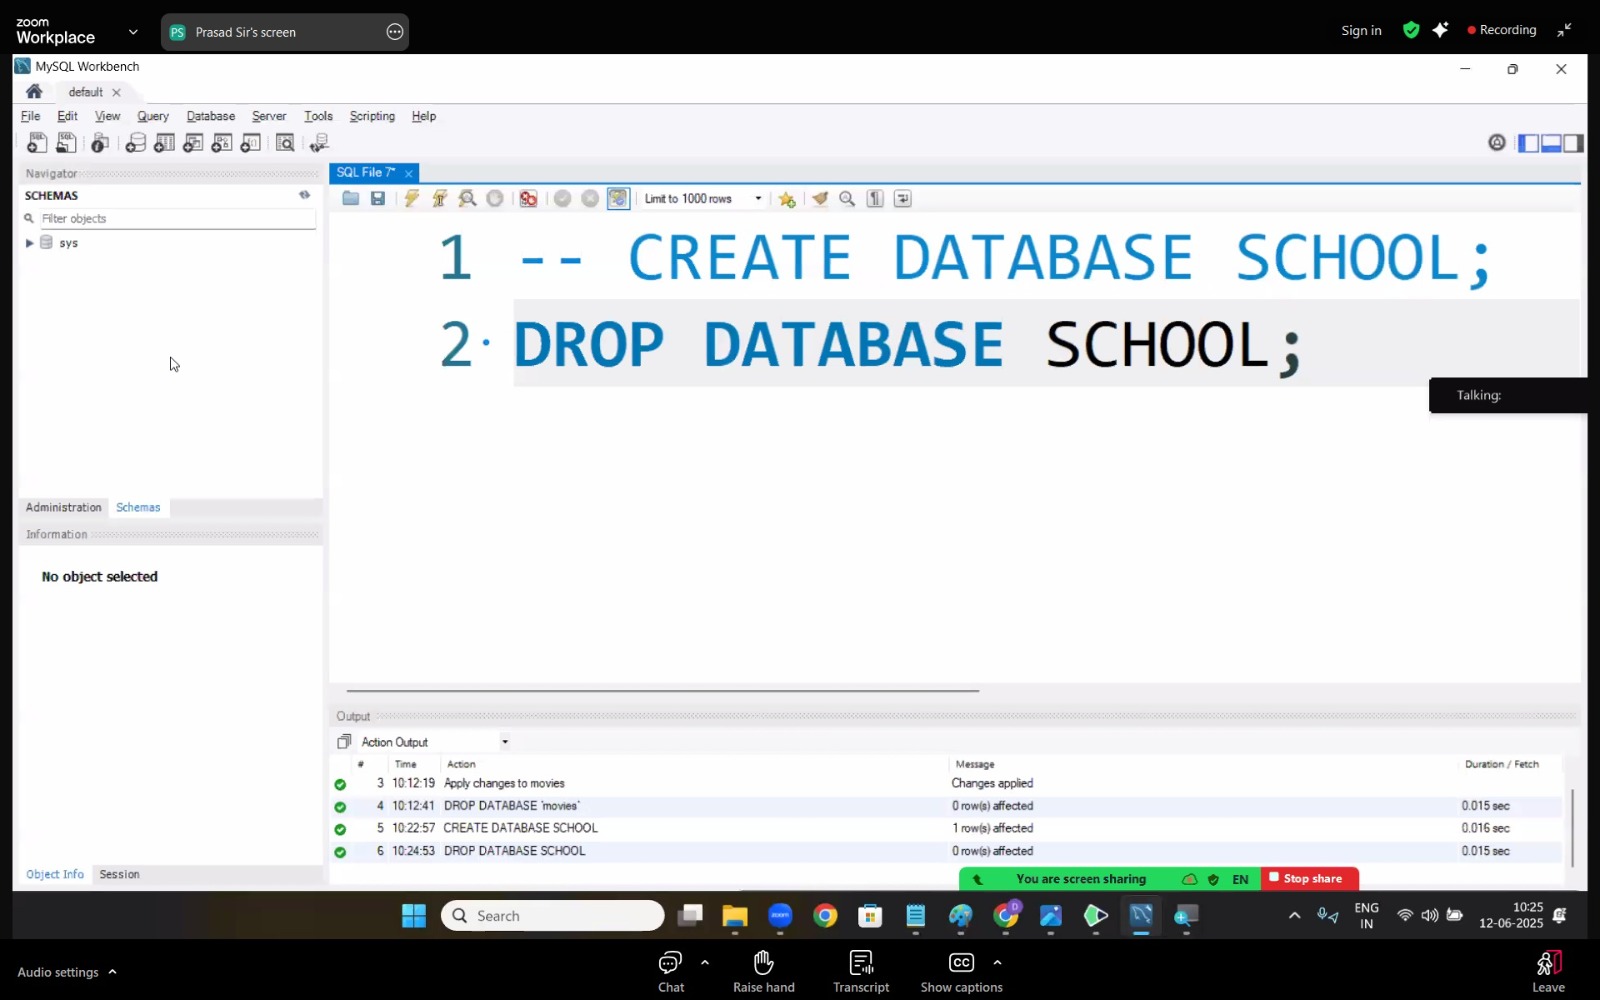 zoom
Workplace
PS Prasad Sir's screen
Sign in
Recording
MySQL Workbench
default
File Edit View Query Database Server Tools Scripting Help
Navigator
SCHEMAS
Filter objects
sys
Administration Schemas
Information
No object selected
Object Info Session
SQL File 7*
Limit to 1000 rows
1 -- CREATE DATABASE SCHOOL;
2 DROP DATABASE SCHOOL;
Talking:
Output
Action Output
# Time Action Message Duration / Fetch
3 10:12:19 Apply changes to movies Changes applied
4 10:12:41 DROP DATABASE `movies` 0 row(s) affected 0.015 sec
5 10:22:57 CREATE DATABASE SCHOOL 1 row(s) affected 0.016 sec
6 10:24:53 DROP DATABASE SCHOOL 0 row(s) affected 0.015 sec
You are screen sharing EN Stop share
Search
zoom
D
ENG
IN
10:25
12-06-2025
Audio settings
Chat
Raise hand
Transcript
CC
Show captions
Leave